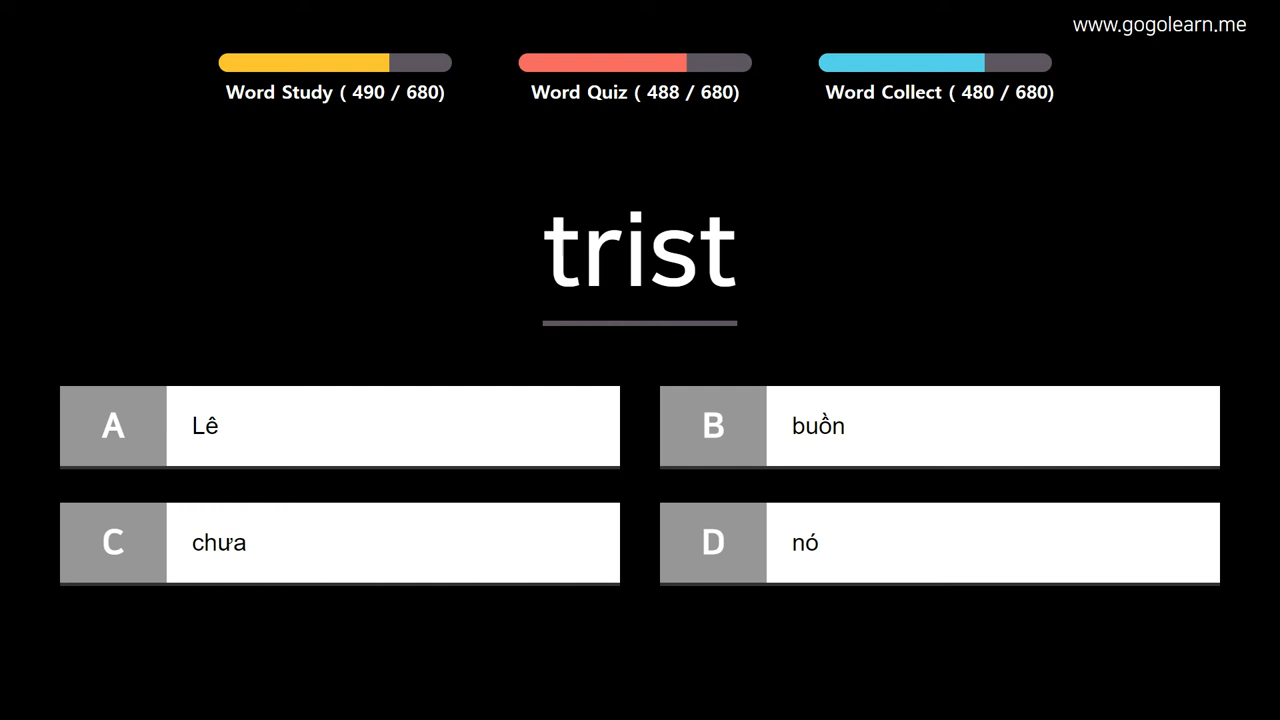 www.gogolearn.me
Word Study ( 490 / 680)
Word Quiz ( 488 / 680)
Word Collect ( 480 / 680)
trist
A Lê
B buồn
C chưa
D nó